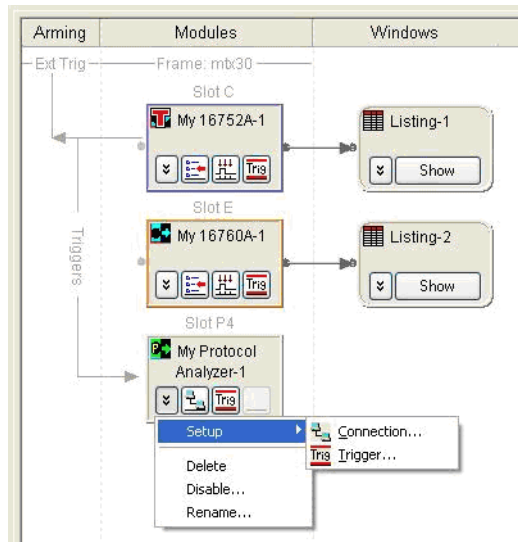 Arming Modules Windows
Ext Trig Frame: mtx30
Slot C
My 16752A-1 Listing-1
Trig Show
Slot E
My 16760A-1 Listing-2
Trig Show
Triggers
Slot P4
My Protocol
Analyzer-1
Trig
Setup Connection...
Trig Trigger...
Delete
Disable...
Rename...